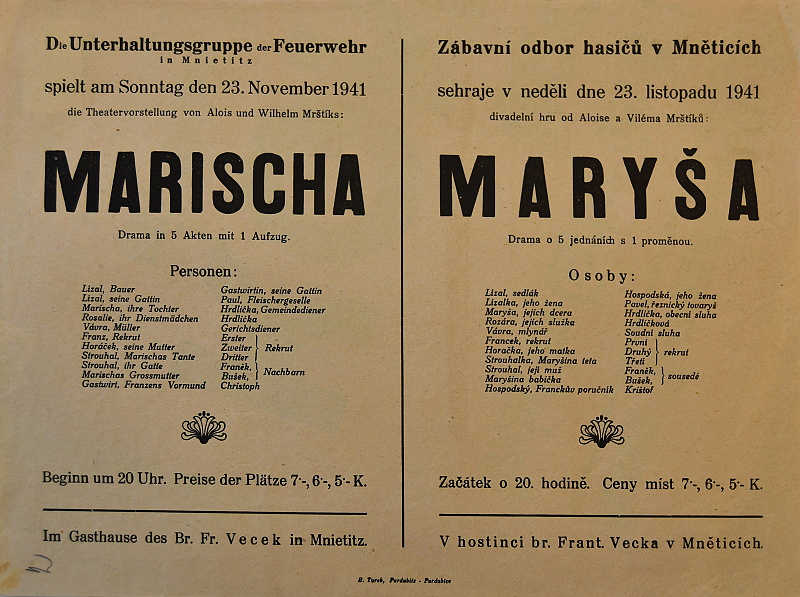 Die Unterhaltungsgruppe der Feuerwehr
in Mnietitz
spielt am Sonntag den 23. November 1941
die Theatervorstellung von Alois und Wilhelm Mrštíks:
MARISCHA
Drama in 5 Akten mit 1 Aufzug.
Personen:
Lízal, Bauer
Lízal, seine Gattin
Marischa, ihre Tochter
Rosalie, ihr Dienstmädchen
Vávra, Müller
Franz, Rekrut
Horáček, seine Mutter
Strouhal, Marischas Tante
Strouhal, ihr Gatte
Marischas Grossmutter
Gastwirt, Franzens Vormund
Gastwirtin, seine Gattin
Paul, Fleischergeselle
Hrdlička, Gemeindediener
Hrdlička
Gerichtsdiener
Erster
Zweiter } Rekrut
Dritter
Franěk, } Nachbarn
Bušek,
Christoph
Beginn um 20 Uhr. Preise der Plätze 7·-, 6·-, 5·- K.
Im Gasthause des Br. Fr. Vecek in Mnietitz.
Zábavní odbor hasičů v Mněticích
sehraje v neděli dne 23. listopadu 1941
divadelní hru od Aloise a Viléma Mrštíků:
MARYŠA
Drama o 5 jednáních s 1 proměnou.
Osoby:
Lízal, sedlák
Lízalka, jeho žena
Maryša, jejich dcera
Rozára, jejich služka
Vávra, mlynář
Francek, rekrut
Horačka, jeho matka
Strouhalka, Maryšina teta
Strouhal, její muž
Maryšina babička
Hospodský, Franckův poručník
Hospodská, jeho žena
Pavel, řeznický tovaryš
Hrdlička, obecní sluha
Hrdličková
Soudní sluha
První
Druhý } rekrut
Třetí
Franěk, } sousedé
Bušek,
Krištof
Začátek o 20. hodině. Ceny míst 7·-, 6·-, 5·- K.
V hostinci br. Frant. Vecka v Mněticích.
B. Turek, Pardubitz - Pardubice